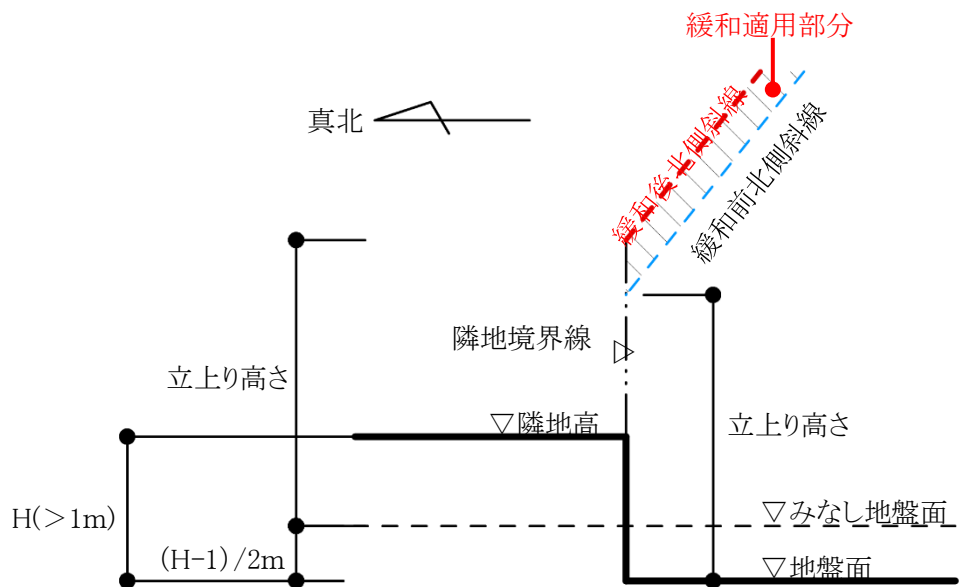 緩和適用部分
真北
緩和後北側斜線
緩和前北側斜線
隣地境界線
立上り高さ
▽隣地高
立上り高さ
H(>1m)
▽みなし地盤面
(H-1)/2m
▽地盤面